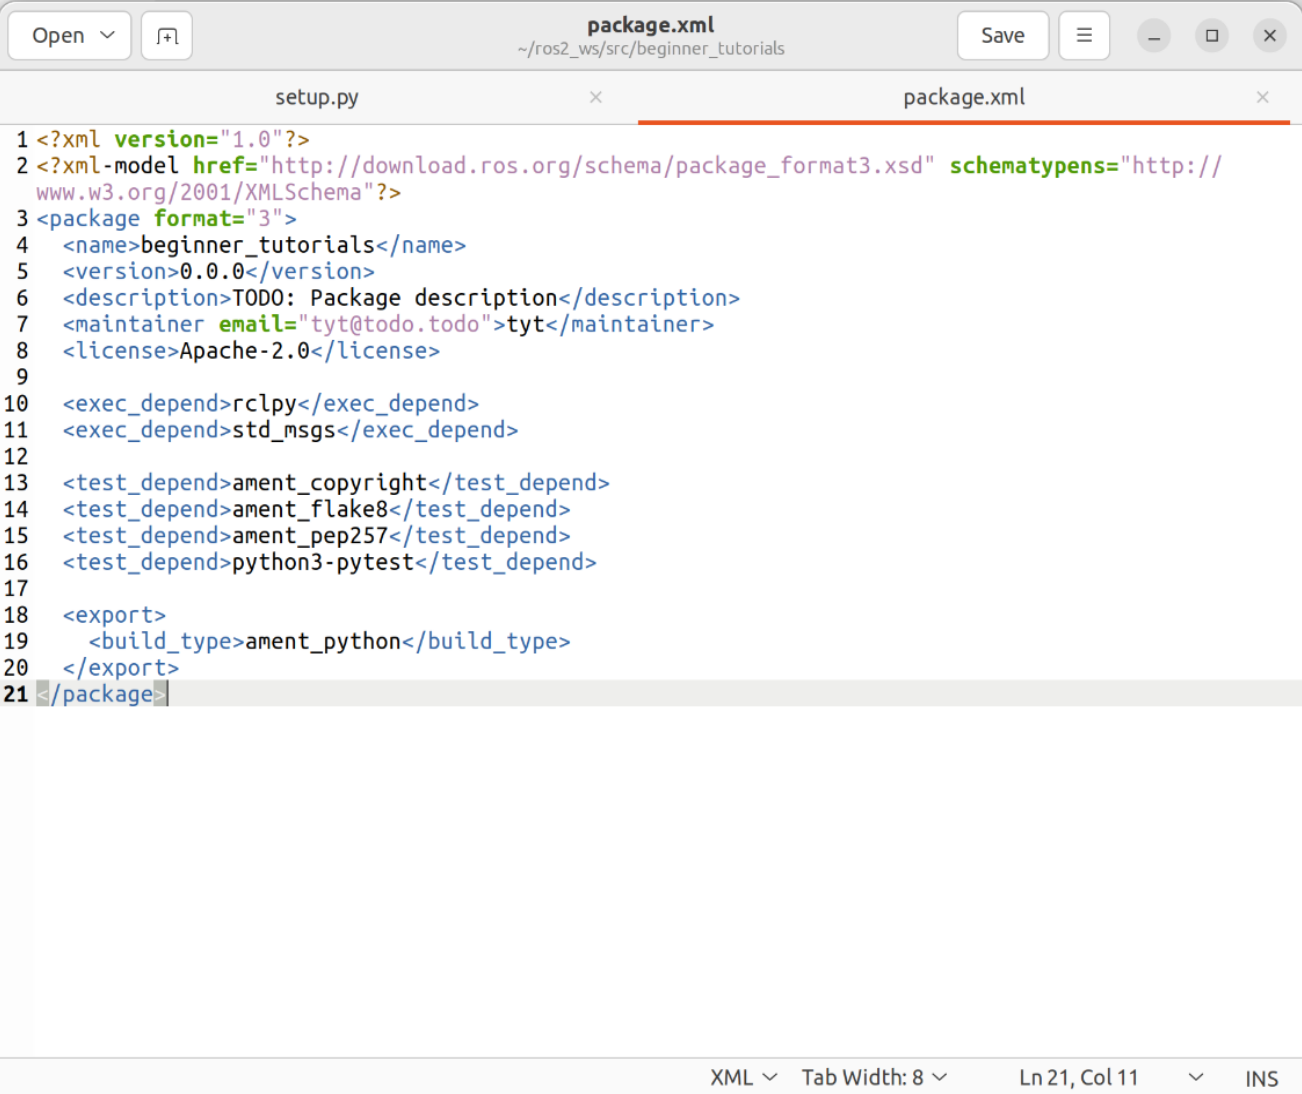 Open
package.xml
~/ros2_ws/src/beginner_tutorials
Save
setup.py
package.xml
1 <?xml version="1.0"?>
2 <?xml-model href="http://download.ros.org/schema/package_format3.xsd" schematypens="http://
www.w3.org/2001/XMLSchema"?>
3 <package format="3">
4   <name>beginner_tutorials</name>
5   <version>0.0.0</version>
6   <description>TODO: Package description</description>
7   <maintainer email="tyt@todo.todo">tyt</maintainer>
8   <license>Apache-2.0</license>
9
10   <exec_depend>rclpy</exec_depend>
11   <exec_depend>std_msgs</exec_depend>
12
13   <test_depend>ament_copyright</test_depend>
14   <test_depend>ament_flake8</test_depend>
15   <test_depend>ament_pep257</test_depend>
16   <test_depend>python3-pytest</test_depend>
17
18   <export>
19     <build_type>ament_python</build_type>
20   </export>
21 </package>
XML Tab Width: 8 Ln 21, Col 11 INS